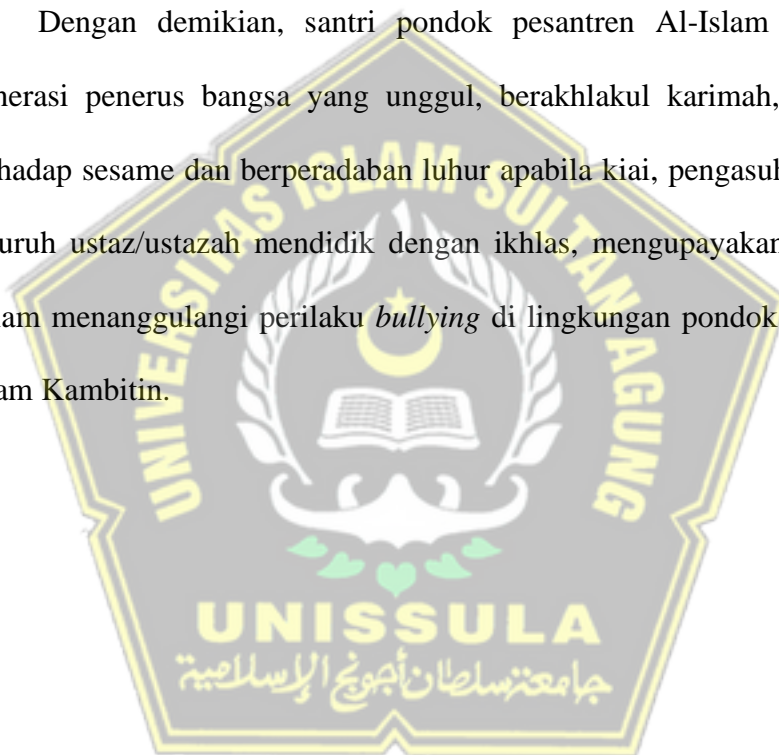 Dengan demikian, santri pondok pesantren Al-Islam
nerasi penerus bangsa yang unggul, berakhlakul karimah,
hadap sesame dan berperadaban luhur apabila kiai, pengasuh
uruh ustaz/ustazah mendidik dengan ikhlas, mengupayakan
lam menanggulangi perilaku bullying di lingkungan pondok
am Kambitin.
UNIVERSITAS ISLAM SULTAN AGUNG
UNISSULA
جامعة سلطان أجونج الإسلامية